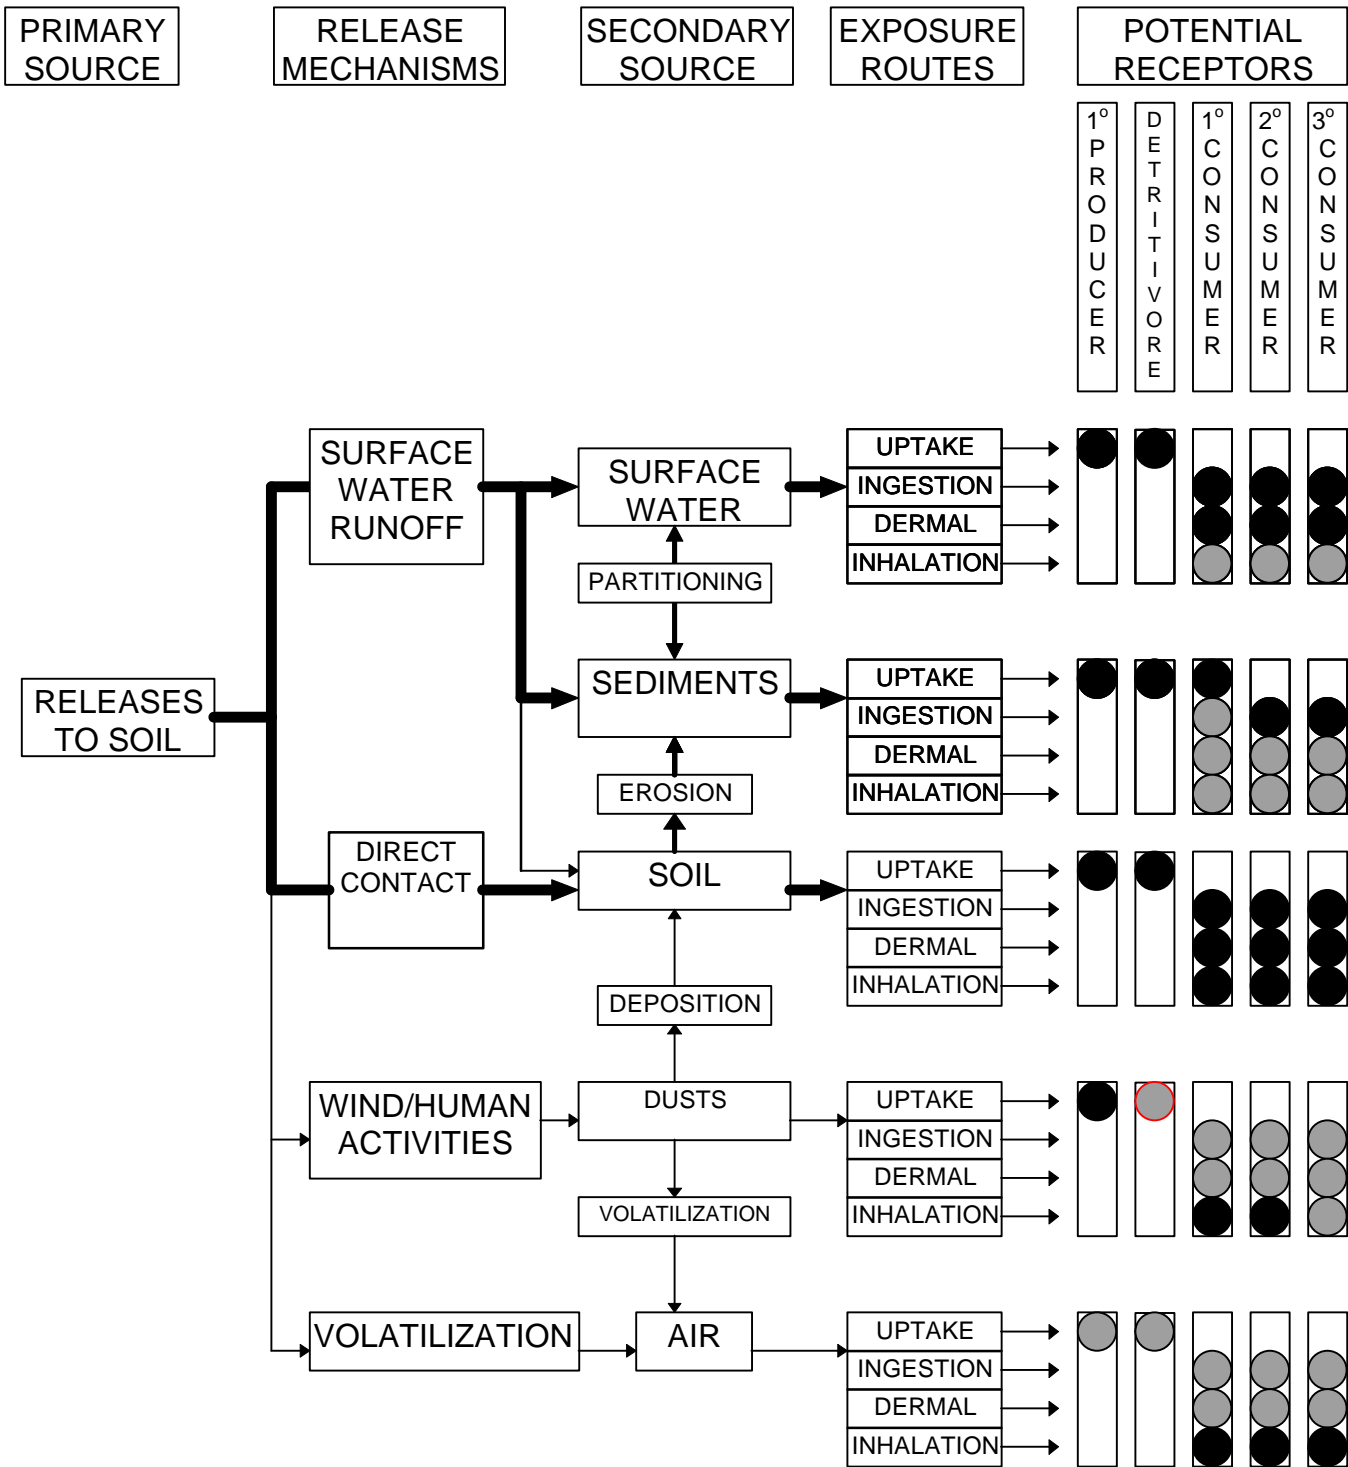 PRIMARY
SOURCE
RELEASE
MECHANISMS
SECONDARY
SOURCE
EXPOSURE
ROUTES
POTENTIAL
RECEPTORS
1° PRODUCER
DETRITIVORE
1° CONSUMER
2° CONSUMER
3° CONSUMER
RELEASES
TO SOIL
SURFACE
WATER
RUNOFF
SURFACE
WATER
UPTAKE
INGESTION
DERMAL
INHALATION
PARTITIONING
SEDIMENTS
UPTAKE
INGESTION
DERMAL
INHALATION
EROSION
DIRECT
CONTACT
SOIL
UPTAKE
INGESTION
DERMAL
INHALATION
DEPOSITION
WIND/HUMAN
ACTIVITIES
DUSTS
UPTAKE
INGESTION
DERMAL
INHALATION
VOLATILIZATION
VOLATILIZATION
AIR
UPTAKE
INGESTION
DERMAL
INHALATION